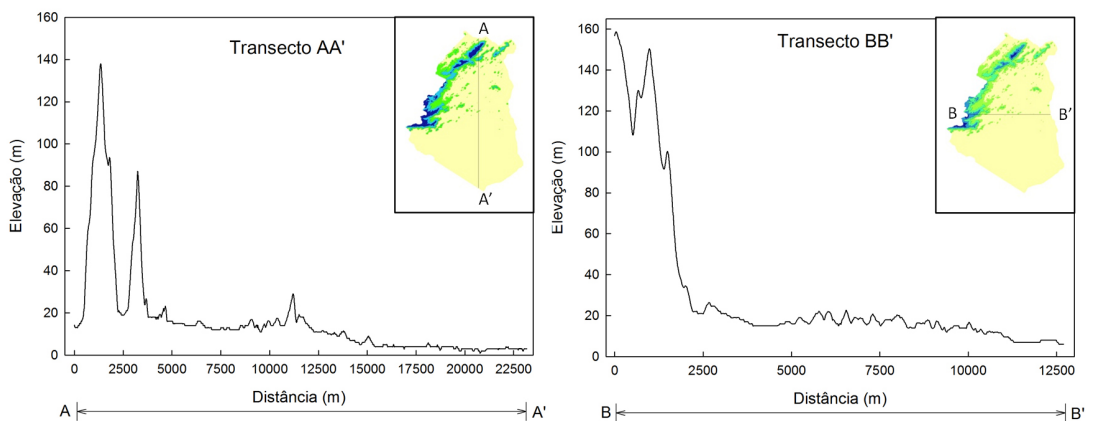 Transecto AA'
A
A’
Elevação (m)
160
140
120
100
80
60
40
20
0
0 2500 5000 7500 10000 12500 15000 17500 20000 22500
Distância (m)
A A'
Transecto BB'
B B’
Elevação (m)
160
140
120
100
80
60
40
20
0
0 2500 5000 7500 10000 12500
Distância (m)
B B'